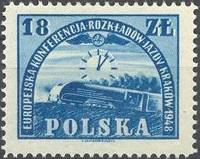 18 ZŁ
EUROPEJSKA·KONFERENCJA·ROZKŁADÓW JAZDY KRAKÓW 1948
POLSKA